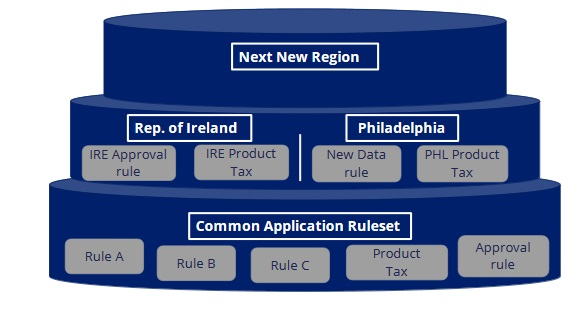 Next New Region
Rep. of Ireland
Philadelphia
IRE Approval
rule
IRE Product
Tax
New Data
rule
PHL Product
Tax
Common Application Ruleset
Rule A
Rule B
Rule C
Product
Tax
Approval
rule